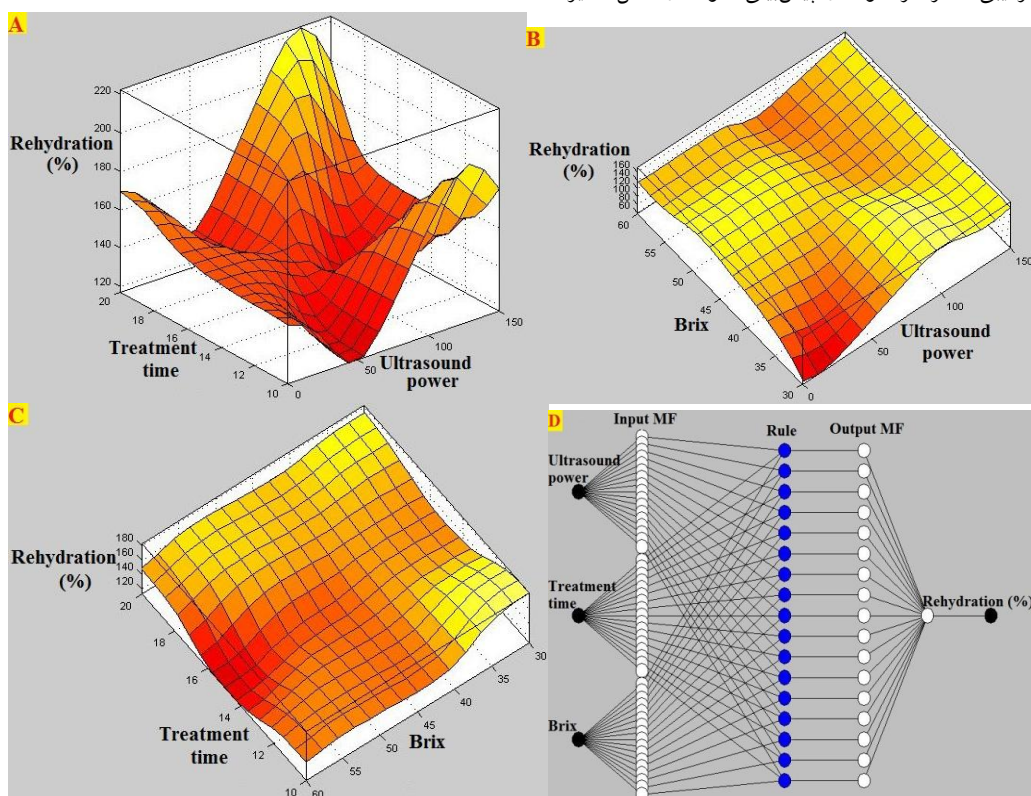 A
Rehydration
(%)
220
200
180
160
140
120
20
18
16
14
12
10
0
50
100
150
Treatment
time
Ultrasound
power
B
Rehydration
(%)
160
140
120
100
80
60
60
55
50
45
40
35
30
0
50
100
150
Brix
Ultrasound
power
C
Rehydration
(%)
180
160
140
120
20
18
16
14
12
10
60
55
50
45
40
35
30
Treatment
time
Brix
D
Input MF
Rule
Output MF
Ultrasound
power
Treatment
time
Brix
Rehydration (%)